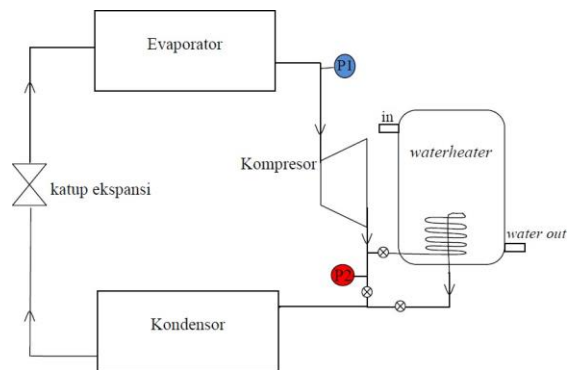 Evaporator
P1
in
waterheater
Kompresor
katup ekspansi
water out
P2
Kondensor